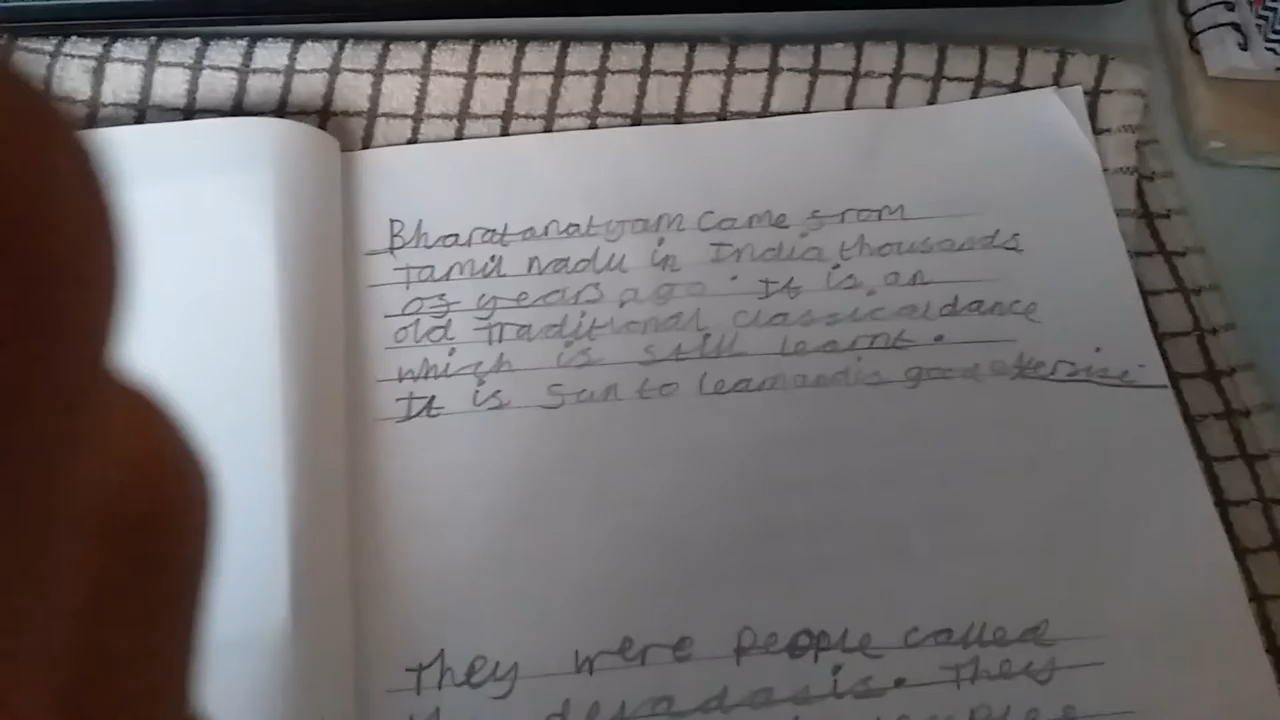 Bharatanatyam came from
Tamil nadu in India thousands
of years ago. It is an
old traditional classical dance
which is still learnt.
It is fun to learn and is good
They were people called
devadasis. They